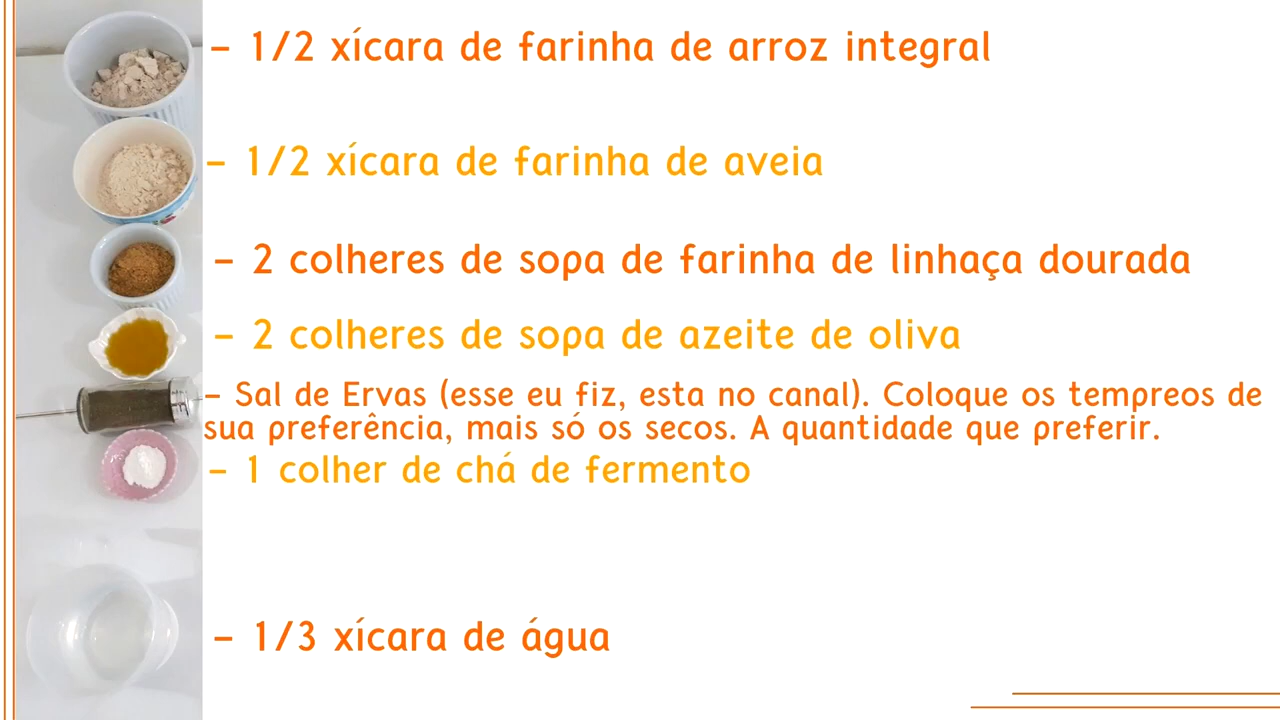 – 1/2 xícara de farinha de arroz integral
– 1/2 xícara de farinha de aveia
– 2 colheres de sopa de farinha de linhaça dourada
– 2 colheres de sopa de azeite de oliva
– Sal de Ervas (esse eu fiz, esta no canal). Coloque os tempreos de
sua preferência, mais só os secos. A quantidade que preferir.
– 1 colher de chá de fermento
– 1/3 xícara de água